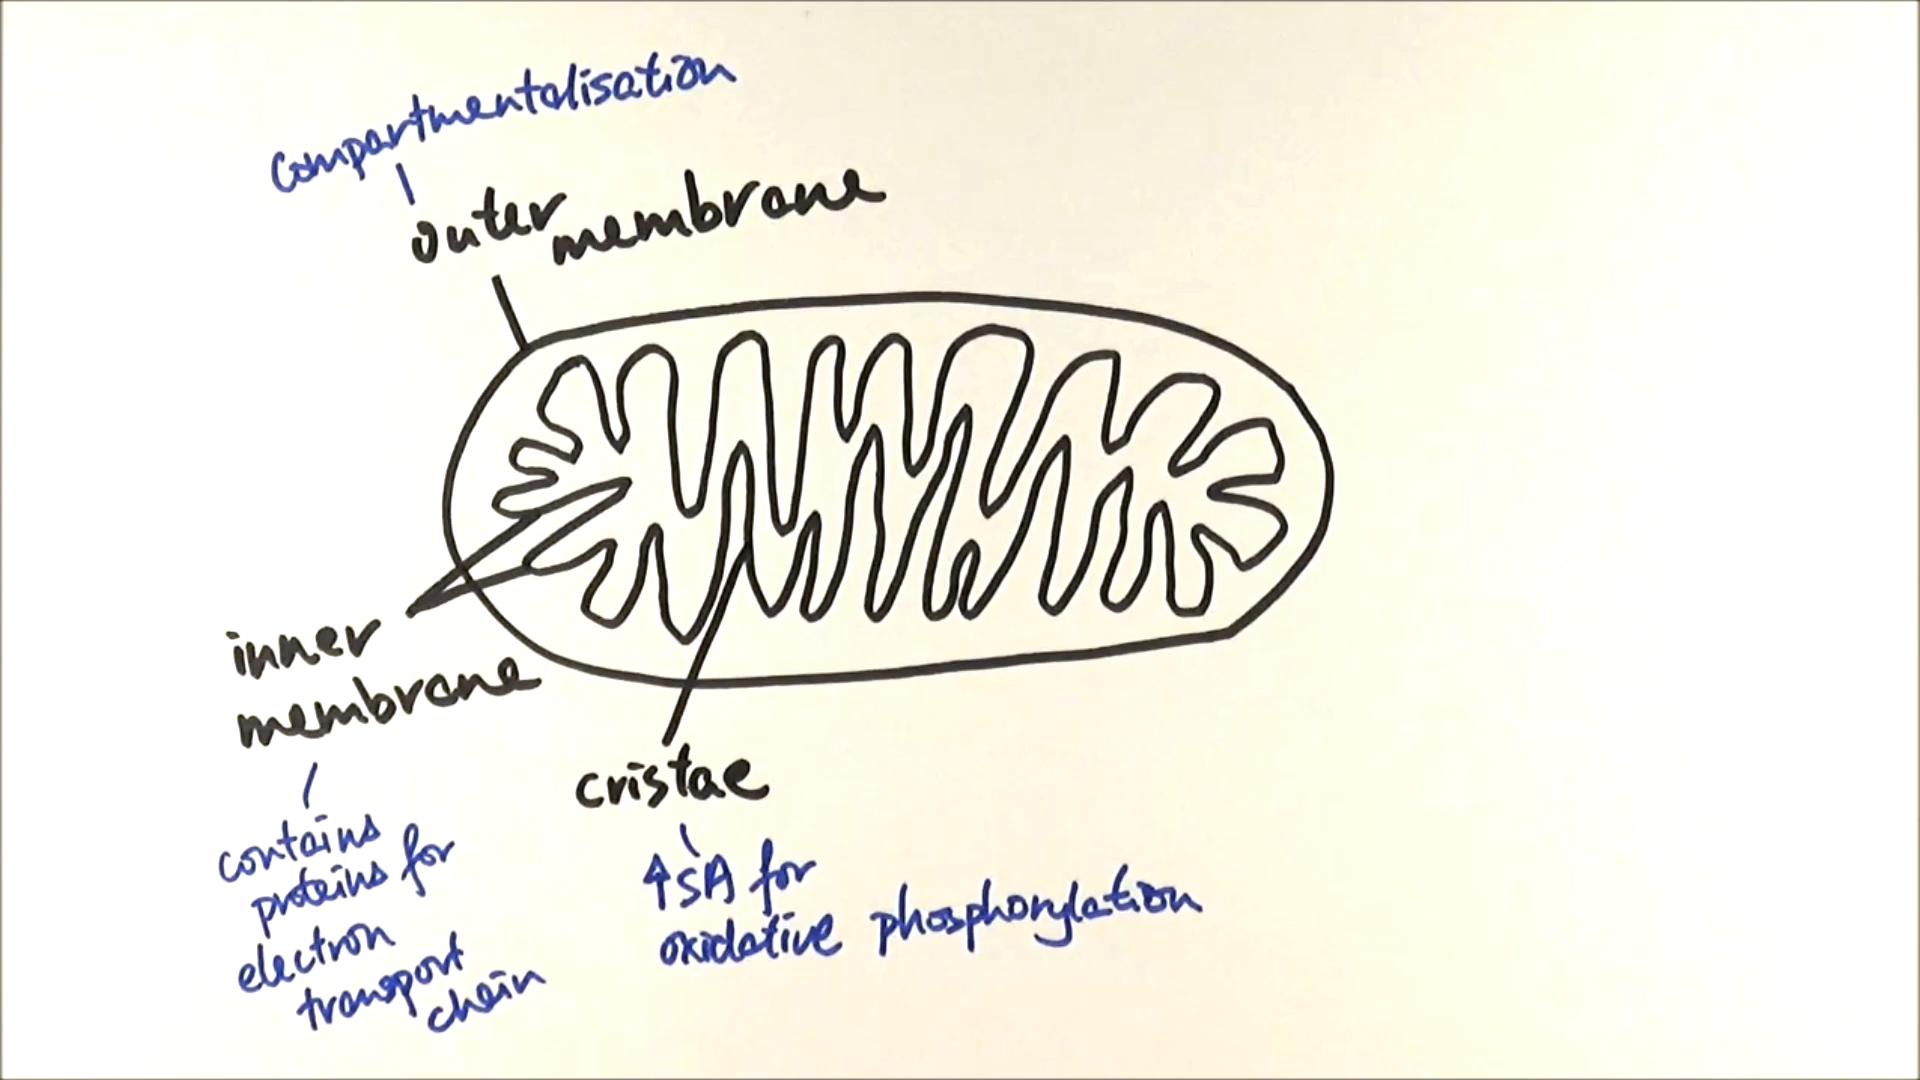 compartmentalisation
outer membrane
inner
membrane
contains
proteins for
electron
transport
chain
cristae
↑SA for
oxidative phosphorylation